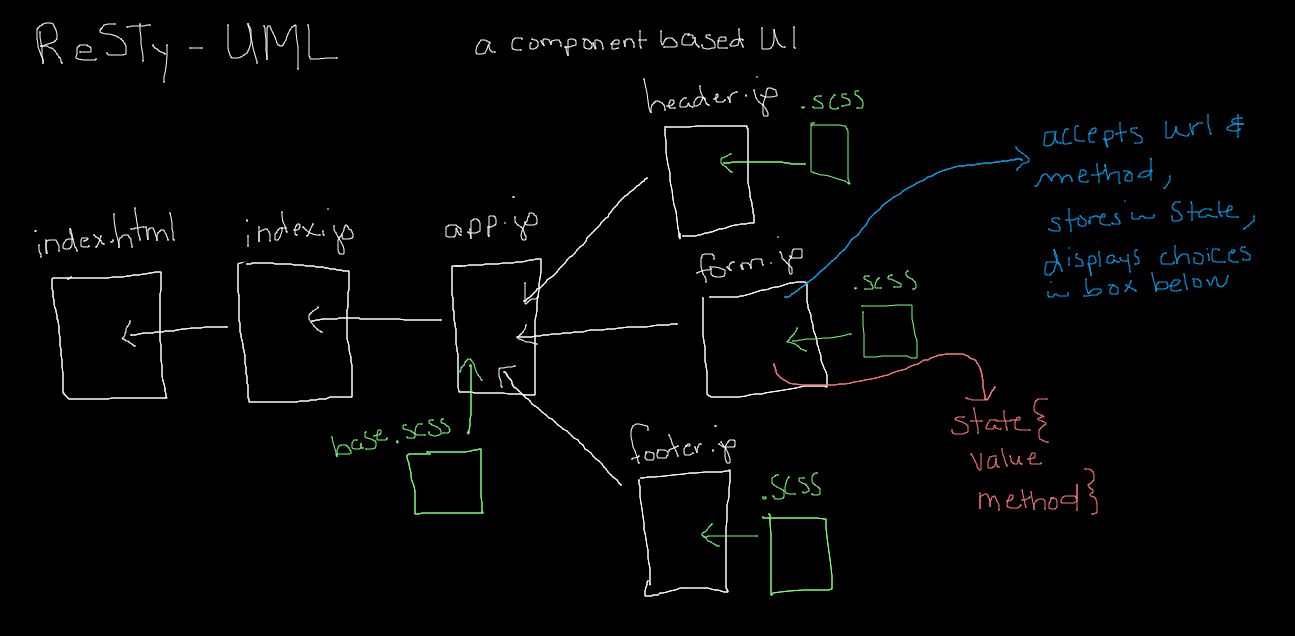 ReSTy - UML
a component based UI
header.js
.scss
accepts url &
method,
stores in state,
displays choices
in box below
index.html
index.js
app.js
form.js
.scss
state{
value
method}
base.scss
footer.js
.scss